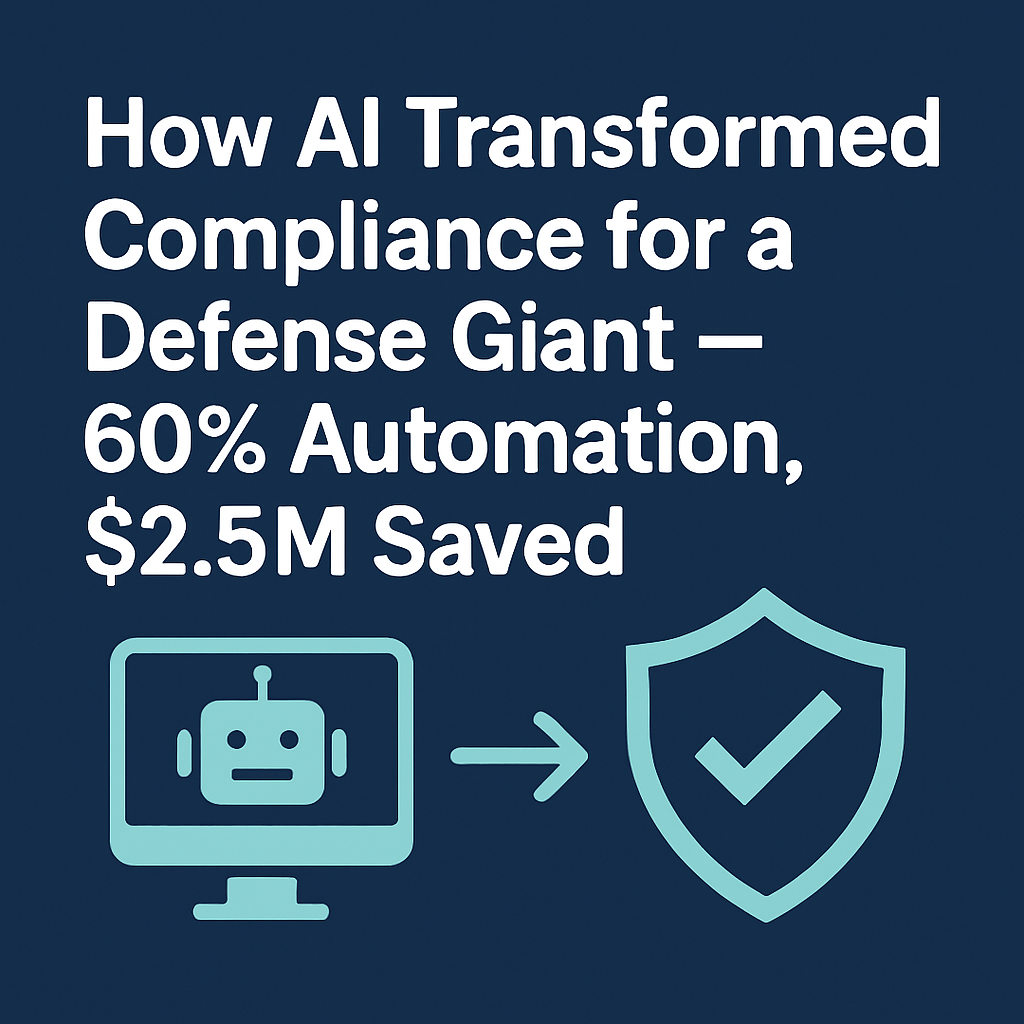 How AI Transformed
Compliance for a
Defense Giant —
60% Automation,
$2.5M Saved